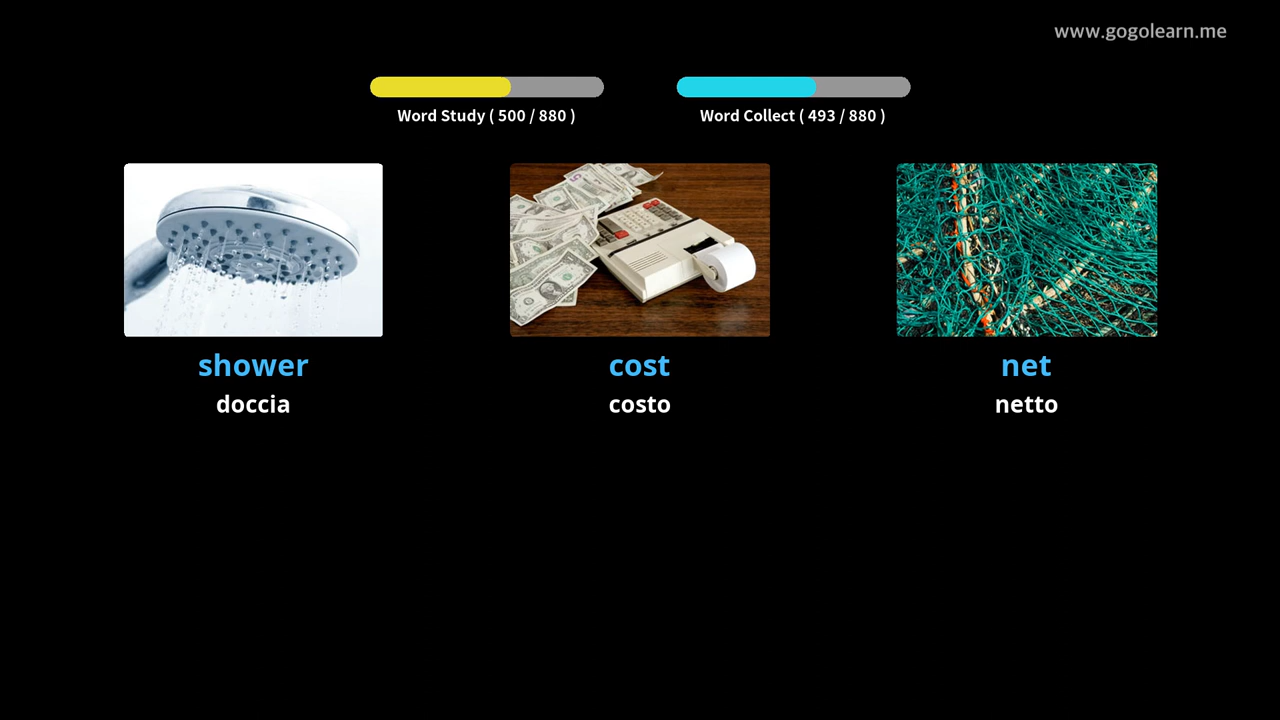 www.gogolearn.me
Word Study ( 500 / 880 )
Word Collect ( 493 / 880 )
shower
cost
net
doccia
costo
netto